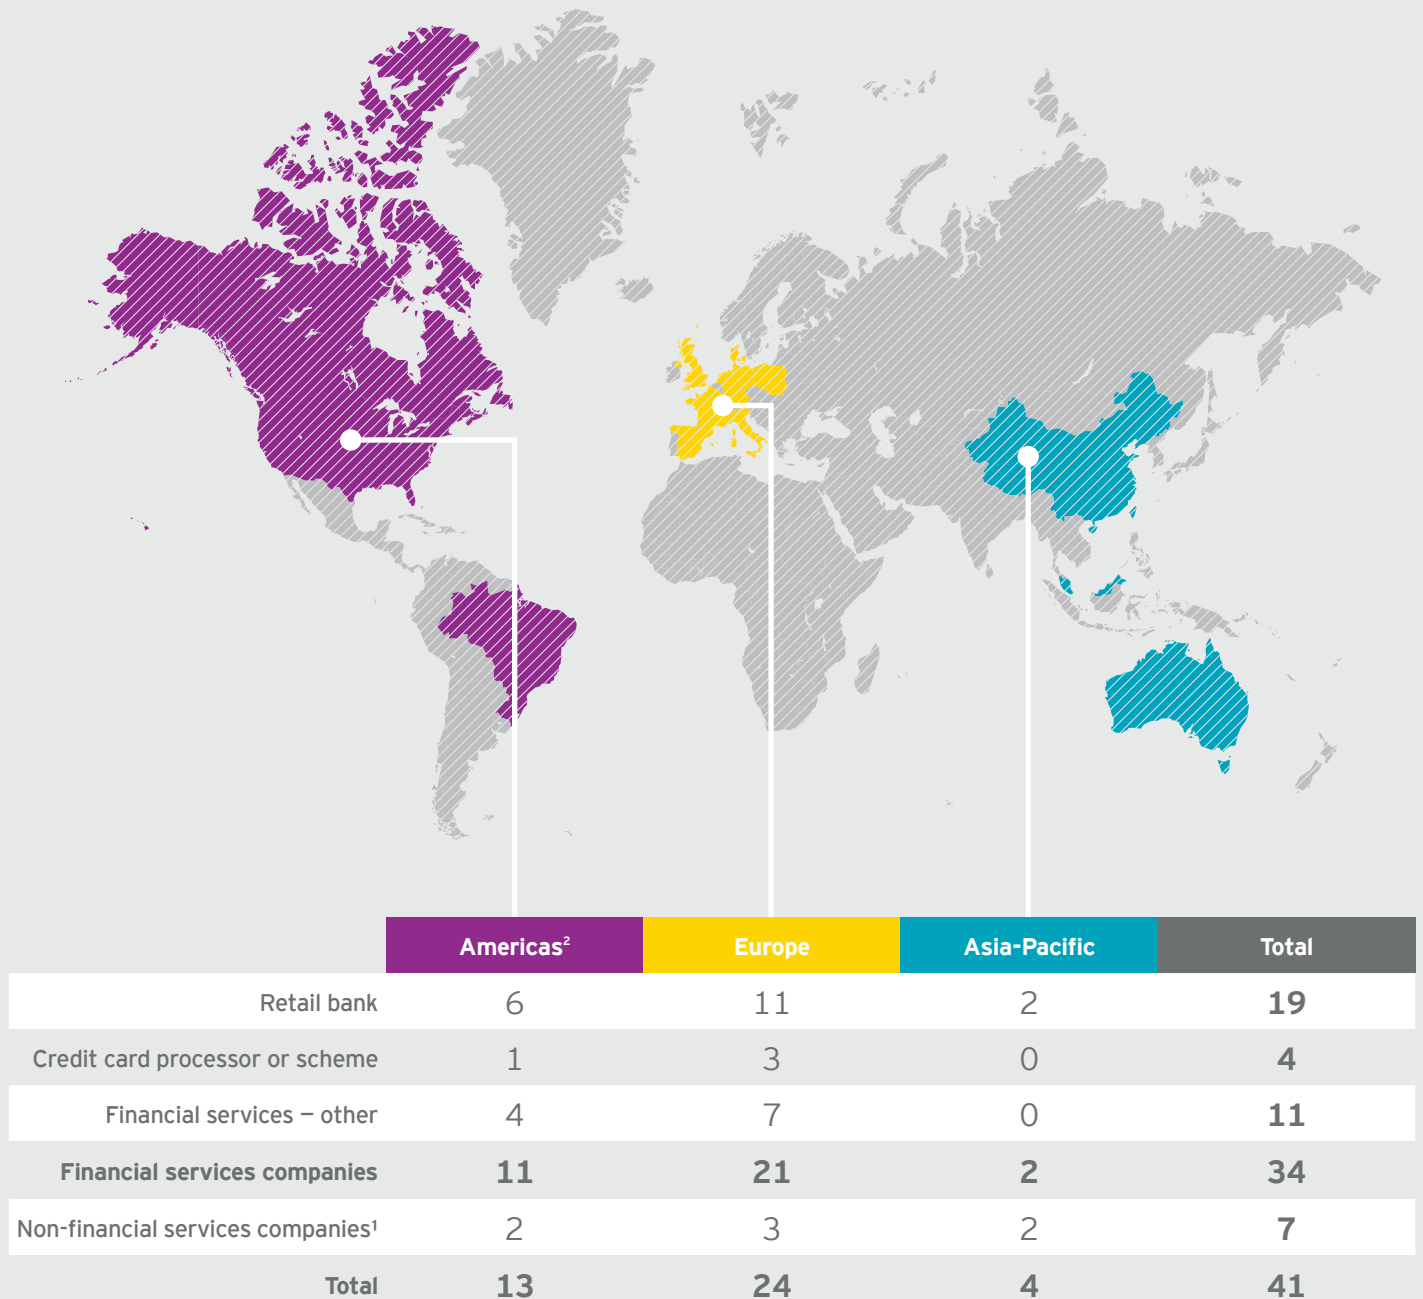 Americas² Europe Asia-Pacific Total
Retail bank 6 11 2 19
Credit card processor or scheme 1 3 0 4
Financial services – other 4 7 0 11
Financial services companies 11 21 2 34
Non-financial services companies¹ 2 3 2 7
Total 13 24 4 41